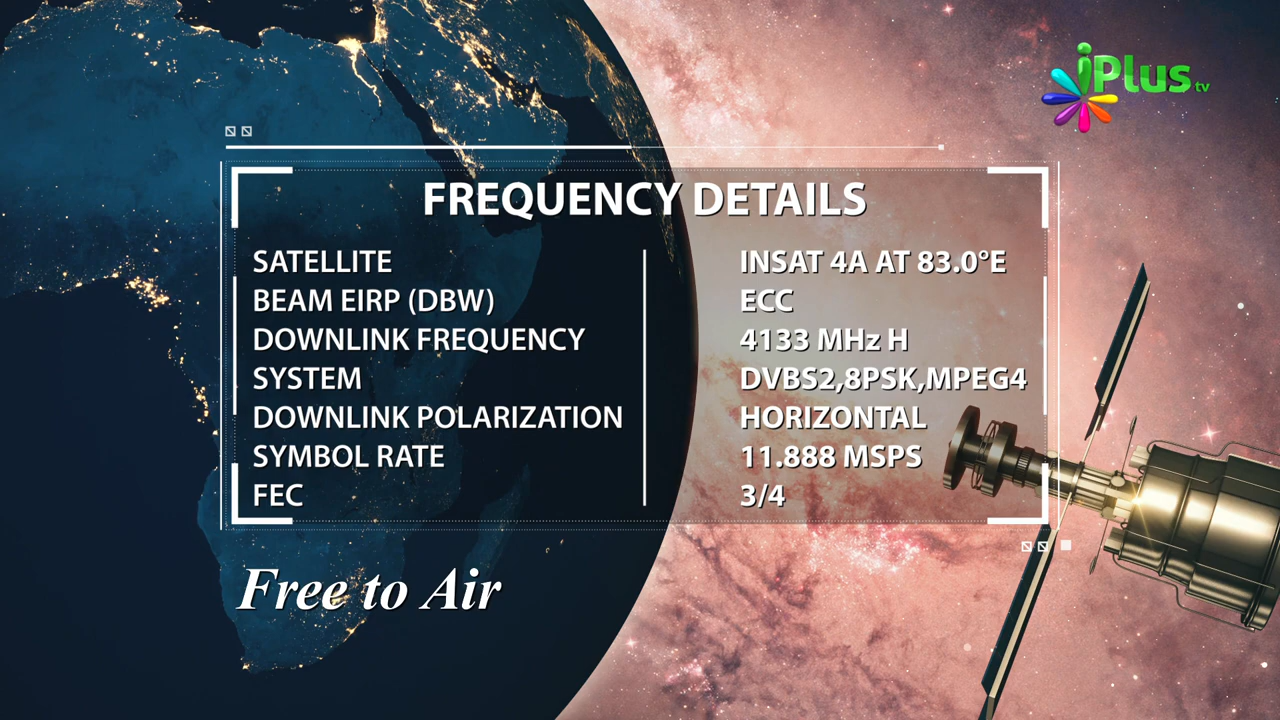 iPlus tv
FREQUENCY DETAILS
SATELLITE INSAT 4A AT 83.0°E
BEAM EIRP (DBW) ECC
DOWNLINK FREQUENCY 4133 MHz H
SYSTEM DVBS2,8PSK,MPEG4
DOWNLINK POLARIZATION HORIZONTAL
SYMBOL RATE 11.888 MSPS
FEC 3/4
Free to Air